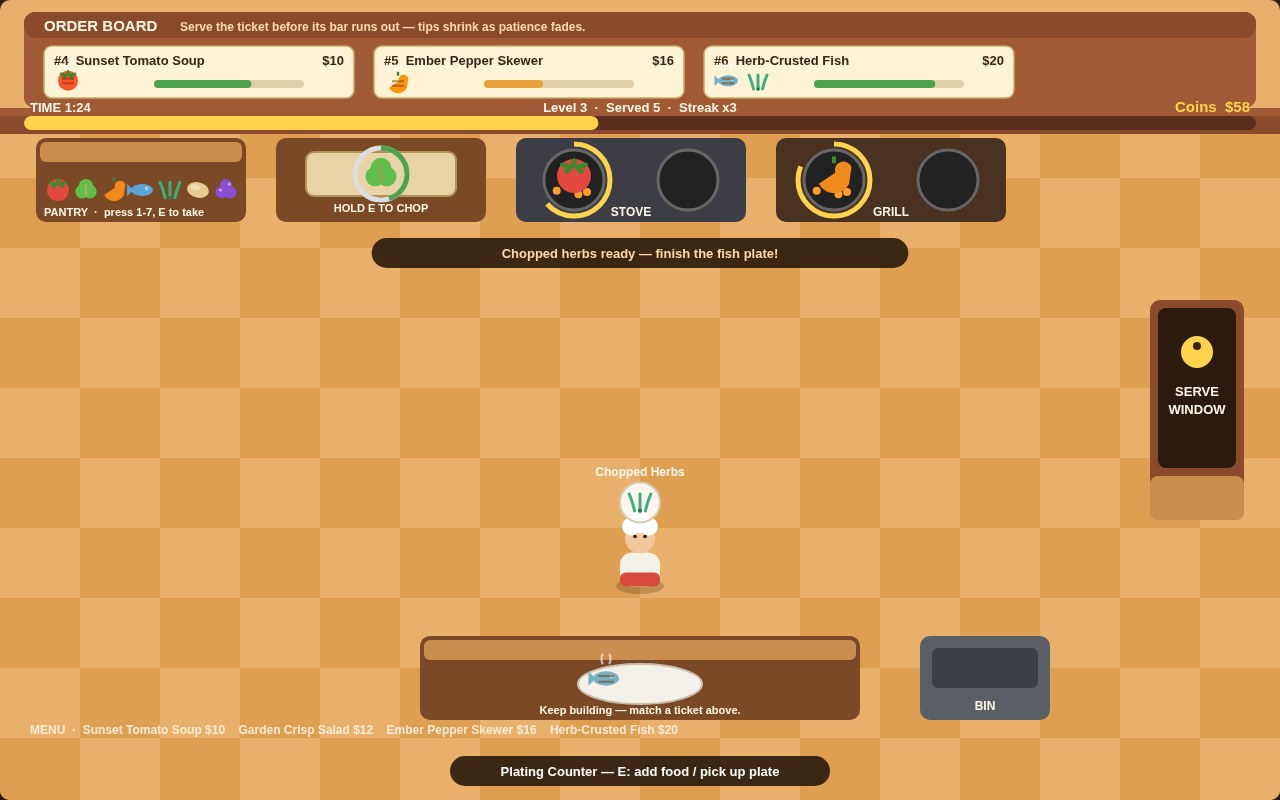 ORDER BOARD Serve the ticket before its bar runs out — tips shrink as patience fades.
#4 Sunset Tomato Soup $10
#5 Ember Pepper Skewer $16
#6 Herb-Crusted Fish $20
TIME 1:24
Level 3 · Served 5 · Streak x3
Coins $58
PANTRY · press 1-7, E to take
HOLD E TO CHOP
STOVE
GRILL
Chopped herbs ready — finish the fish plate!
SERVE
WINDOW
Chopped Herbs
Keep building — match a ticket above.
BIN
MENU · Sunset Tomato Soup $10 Garden Crisp Salad $12 Ember Pepper Skewer $16 Herb-Crusted Fish $20
Plating Counter — E: add food / pick up plate